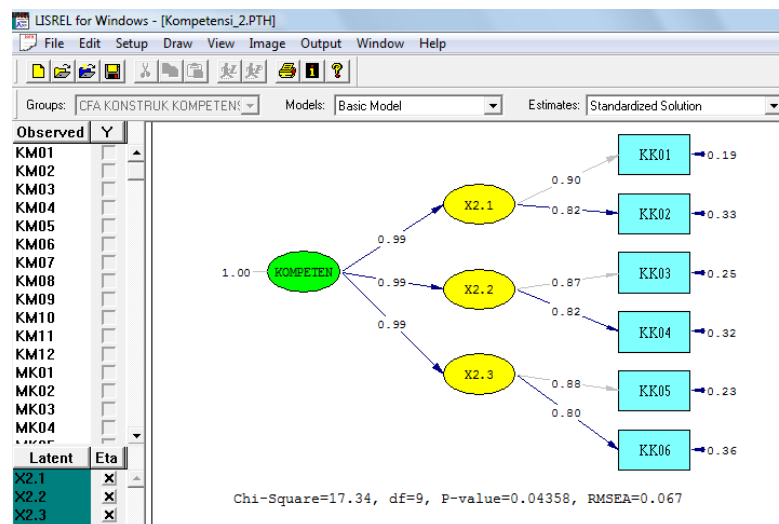 LISREL for Windows - [Kompetensi_2.PTH]
File Edit Setup Draw View Image Output Window Help
Groups: CFA KONSTRUK KOMPETEN Models: Basic Model Estimates: Standardized Solution
Observed Y
KM01
KM02
KM03
KM04
KM05
KM06
KM07
KM08
KM09
KM10
KM11
KM12
MK01
MK02
MK03
MK04
Latent Eta
X2.1
X2.2
X2.3
1.00
KOMPETEN
0.99
0.99
0.99
X2.1
X2.2
X2.3
0.90
0.82
0.87
0.82
0.88
0.80
KK01 0.19
KK02 0.33
KK03 0.25
KK04 0.32
KK05 0.23
KK06 0.36
Chi-Square=17.34, df=9, P-value=0.04358, RMSEA=0.067